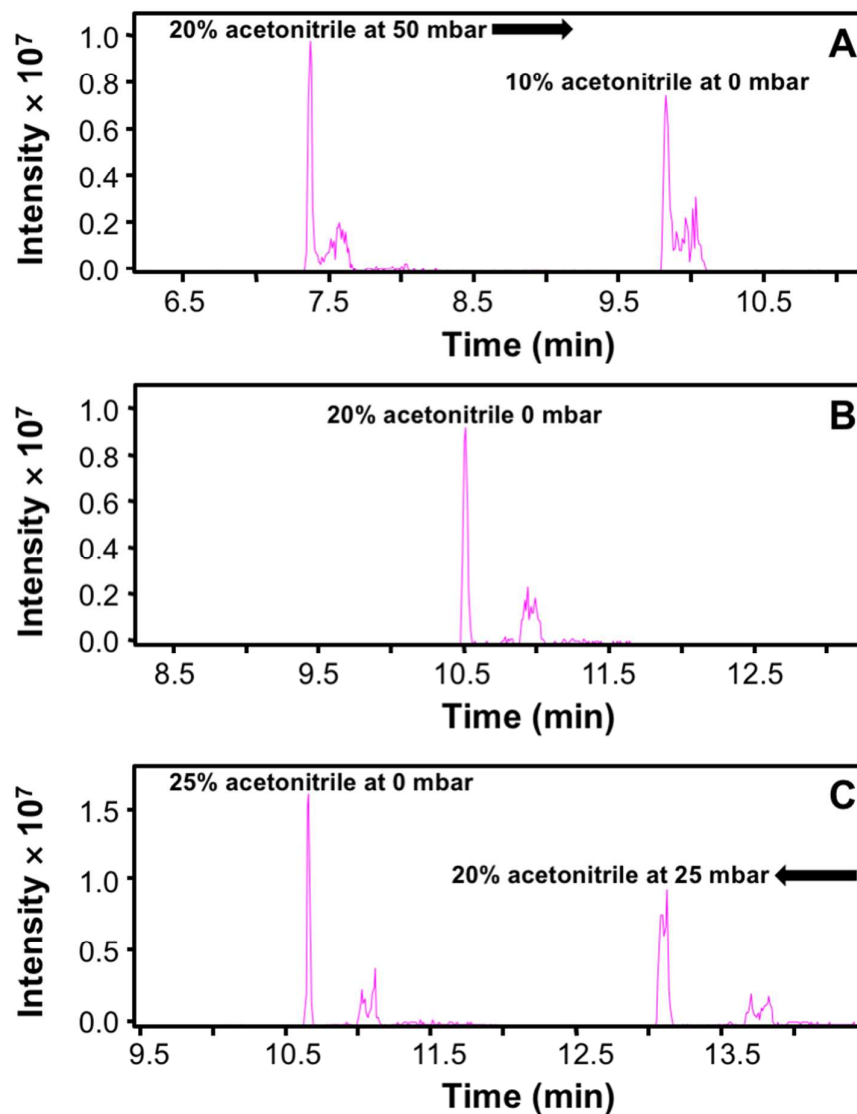 A
20% acetonitrile at 50 mbar
10% acetonitrile at 0 mbar
Intensity × 10⁷
1.0
0.8
0.6
0.4
0.2
0.0
6.5 7.5 8.5 9.5 10.5
Time (min)
B
20% acetonitrile 0 mbar
Intensity × 10⁷
1.0
0.8
0.6
0.4
0.2
0.0
8.5 9.5 10.5 11.5 12.5
Time (min)
C
25% acetonitrile at 0 mbar
20% acetonitrile at 25 mbar
Intensity × 10⁷
1.5
1.0
0.5
0.0
9.5 10.5 11.5 12.5 13.5
Time (min)